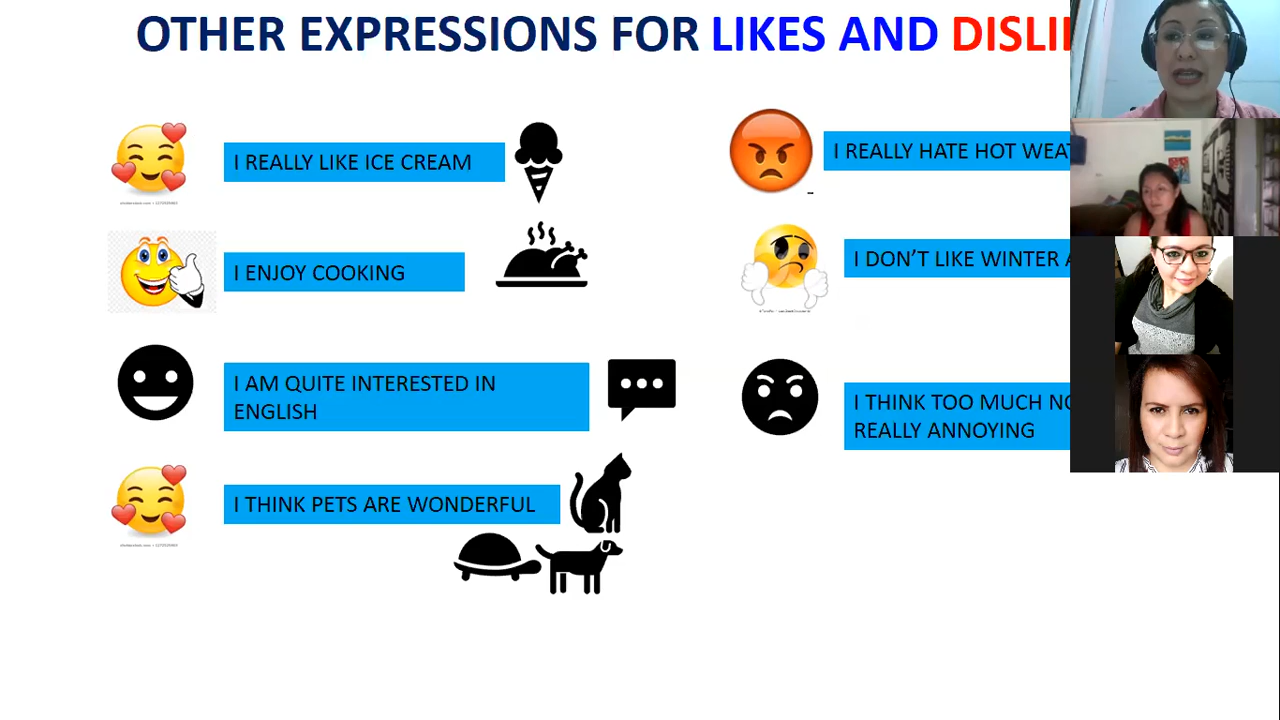 OTHER EXPRESSIONS FOR LIKES AND
I REALLY LIKE ICE CREAM
I ENJOY COOKING
I AM QUITE INTERESTED IN
ENGLISH
I THINK PETS ARE WONDERFUL
I REALLY HATE HOT
I DON'T LIKE WINTER
I THINK TOO MUCH
REALLY ANNOYING